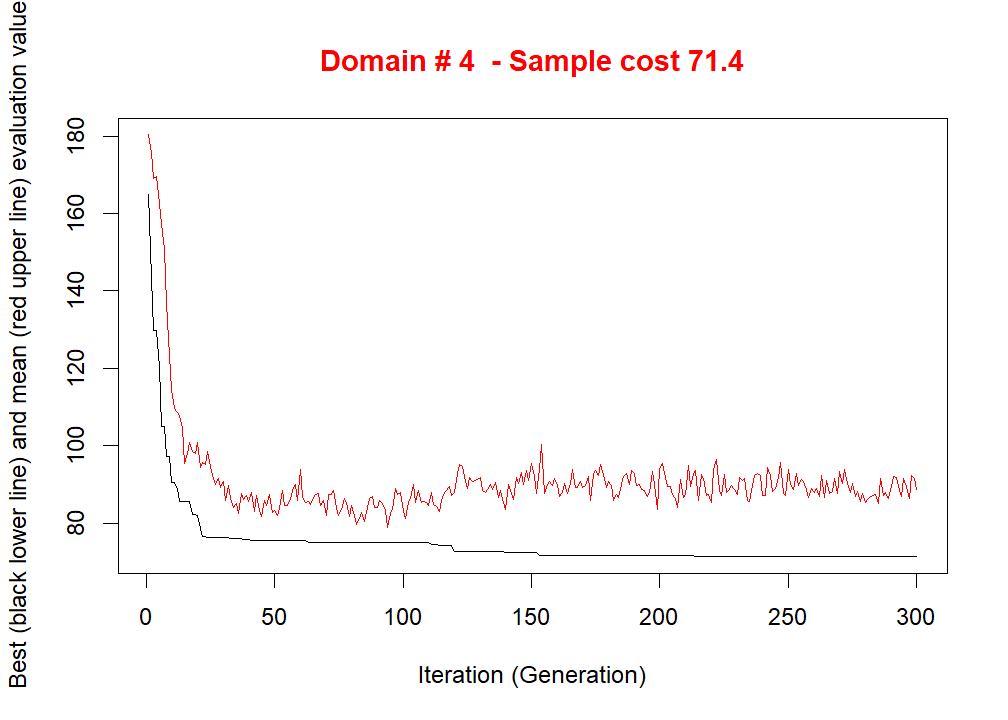 Domain # 4  - Sample cost 71.4
Best (black lower line) and mean (red upper line) evaluation value
180
160
140
120
100
80
0 50 100 150 200 250 300
Iteration (Generation)